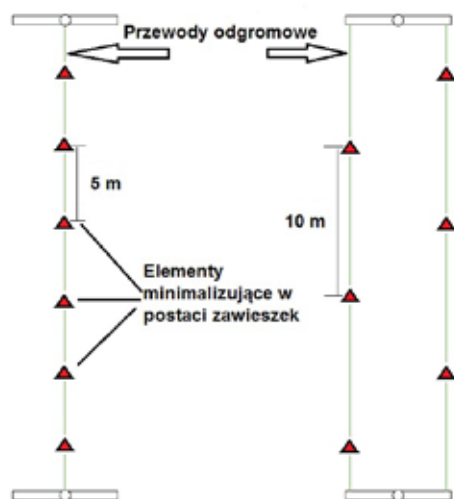 Przewody odgromowe
5 m
10 m
Elementy
minimalizujące w
postaci zawieszek